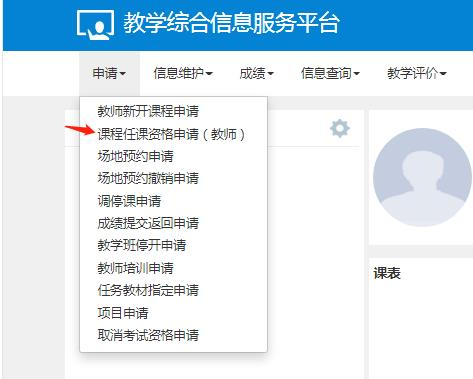 教学综合信息服务平台
申请 信息维护 成绩 信息查询 教学评价
教师新开课程申请
课程任课资格申请（教师）
场地预约申请
场地预约撤销申请
调停课申请
成绩提交返回申请
教学班停开申请
教师培训申请
任务教材指定申请
项目申请
取消考试资格申请
课表